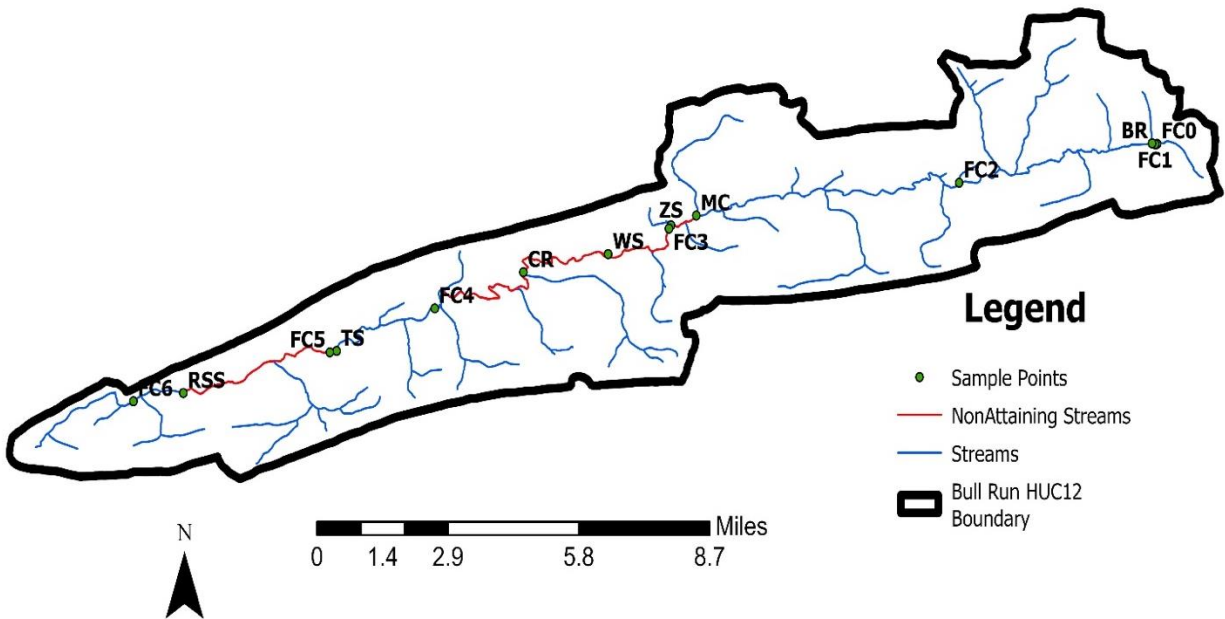 BR FC0
FC1
FC2
ZS MC
FC3
WS
CR
FC4
FC5 TS
FC6 RSS
Legend
Sample Points
NonAttaining Streams
Streams
Bull Run HUC12
Boundary
Miles
0 1.4 2.9 5.8 8.7
N